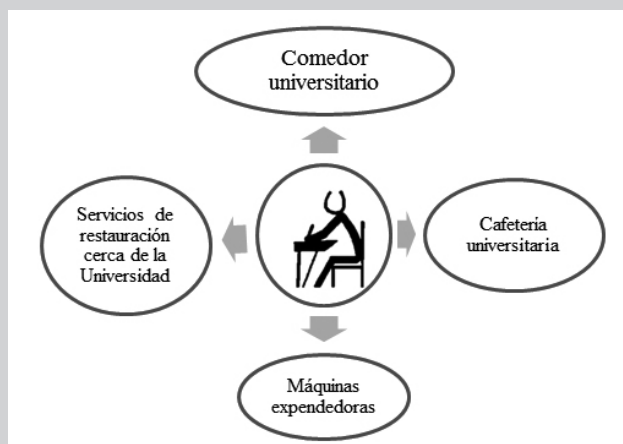 Comedor
universitario
Servicios de
restauración
cerca de la
Universidad
Cafetería
universitaria
Máquinas
expendedoras